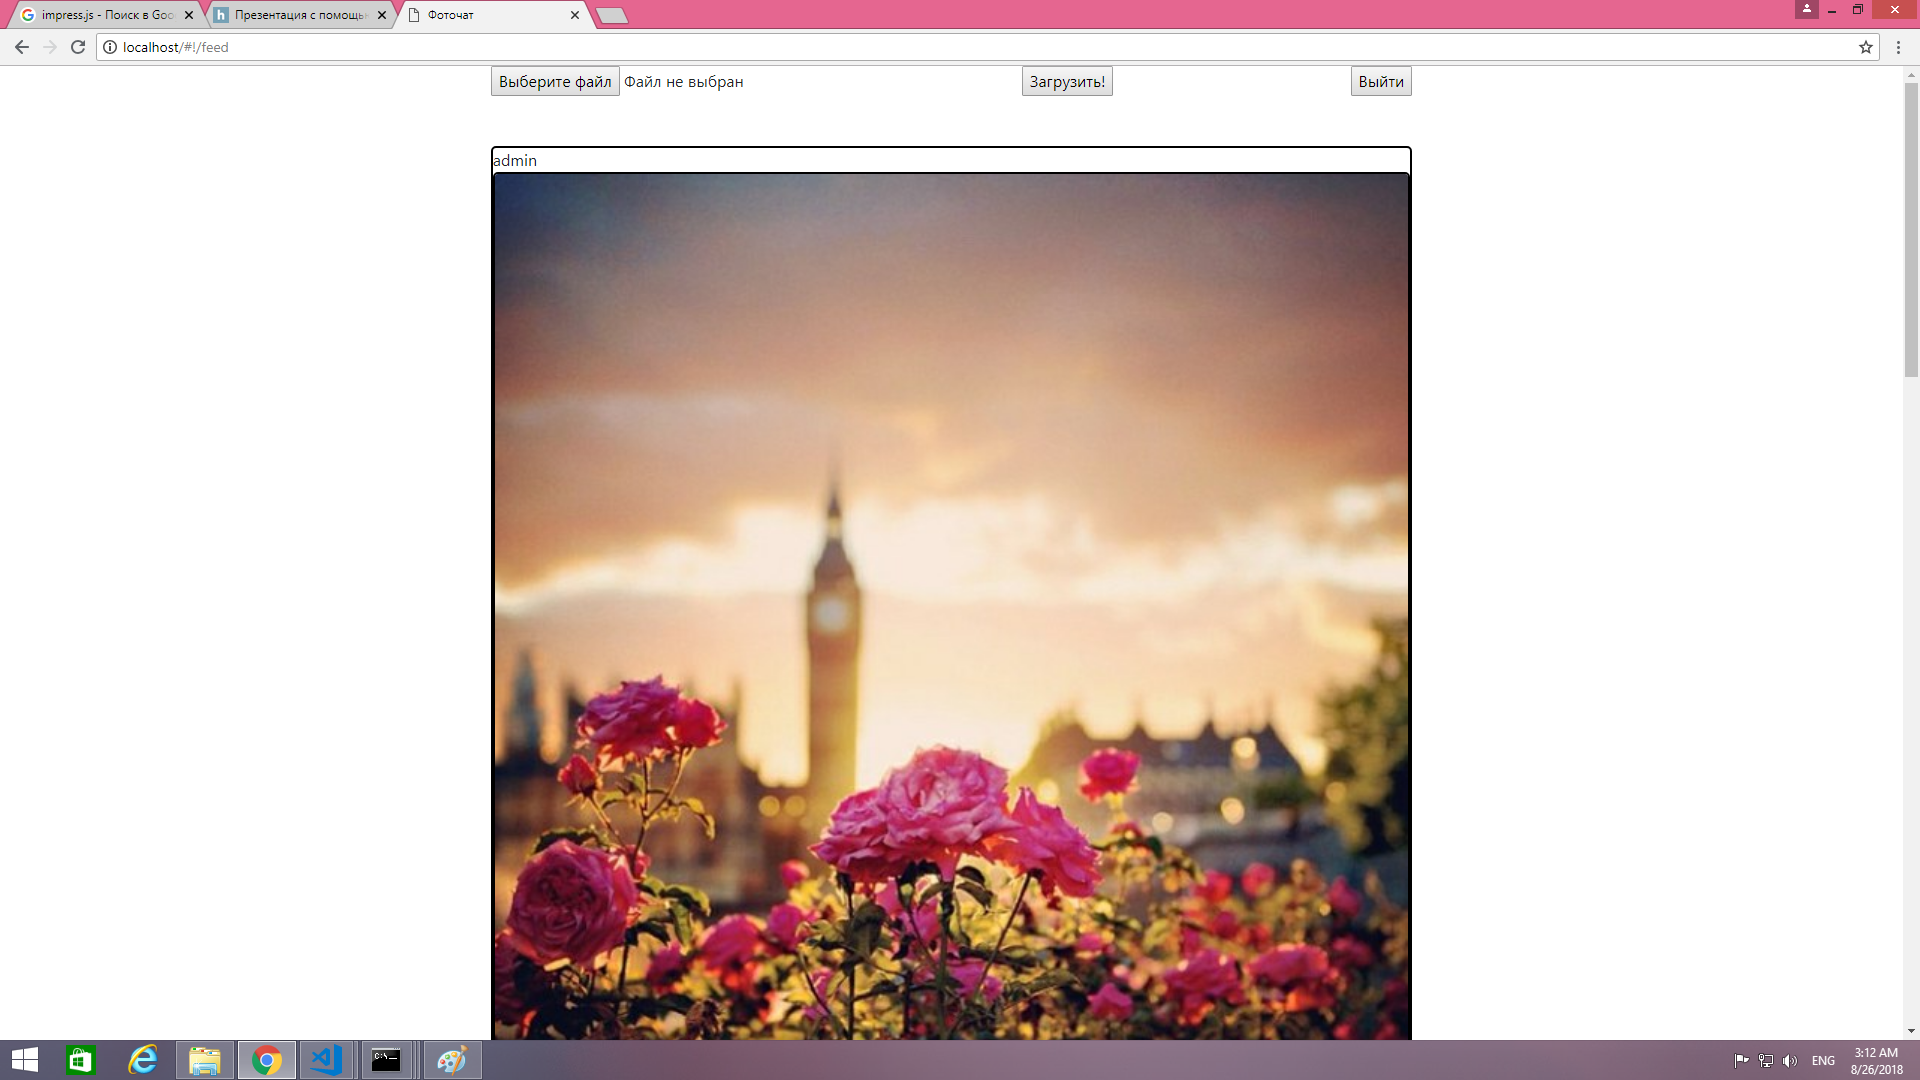 impress.js - Поиск в Goo
Презентация с помощь
Фоточат
localhost/#!/feed
Выберите файл Файл не выбран Загрузить! Выйти
admin
ENG
3:12 AM
8/26/2018